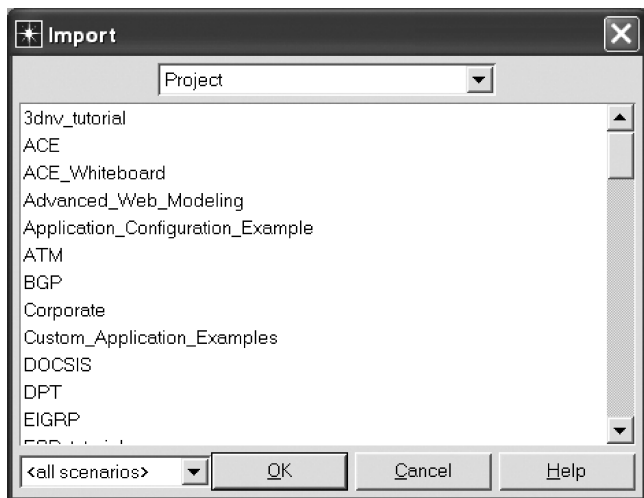 Import
Project
3dnv_tutorial
ACE
ACE_Whiteboard
Advanced_Web_Modeling
Application_Configuration_Example
ATM
BGP
Corporate
Custom_Application_Examples
DOCSIS
DPT
EIGRP
<all scenarios>
OK
Cancel
Help